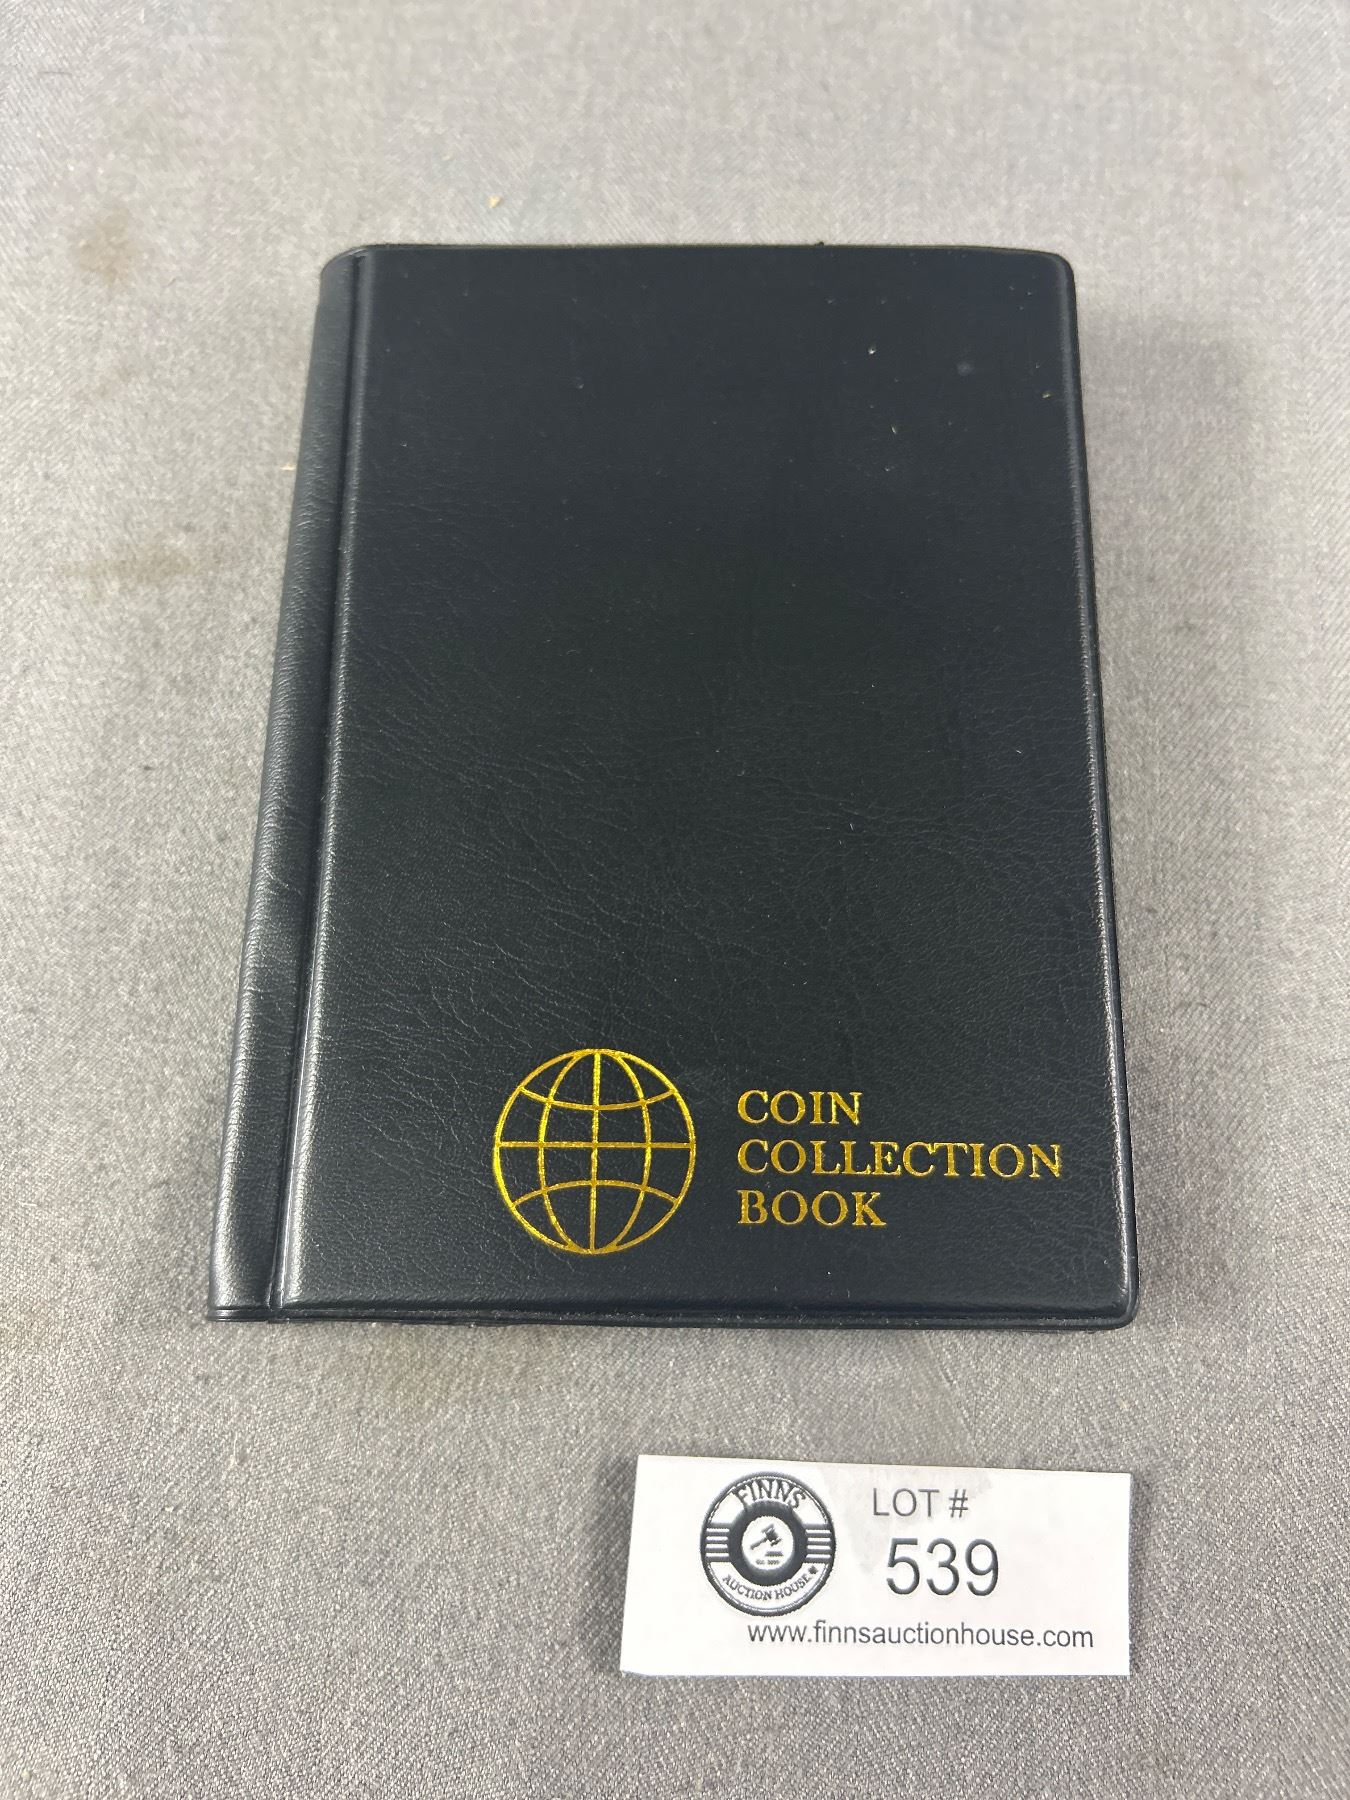 COIN
COLLECTION
BOOK
FINNS
AUCTION HOUSE
LOT #
539
www.finnsauctionhouse.com